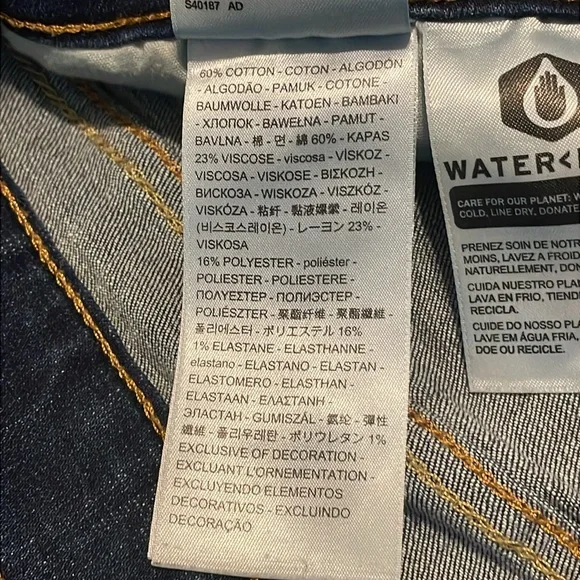 S40187 AD
60% COTTON - COTON - ALGODÓN
- ALGODÃO - PAMUK - COTONE -
BAUMWOLLE - KATOEN - BAMBAKI
- ХЛОПОК - BAWEŁNA - PAMUT -
BAVLNA - 棉 - 면 - 綿 60% - KAPAS
23% VISCOSE - viscosa - VİSKOZ -
VISCOSA - VISKOSE - ΒΙΣΚΟΖΗ -
ВИСКОЗА - WISKOZA - VISZKÓZ -
VISKÓZA - 粘纤 - 黏液嫘縈 - 레이온
(비스코스레이온) - レーヨン 23% -
VISKOSA
16% POLYESTER - poliéster -
POLIESTER - POLIESTERE -
ΠΟΛΥΕΣΤΕΡ - ПОЛИЭСТЕР -
POLIÉSZTER - 聚酯纤维 - 聚酯纖維 -
폴리에스터 - ポリエステル 16%
1% ELASTANE - ELASTHANNE -
elastano - ELASTANO - ELASTAN -
ELASTOMERO - ELASTHAN -
ELASTAAN - ΕΛΑΣΤΑΝΗ -
ЭЛАСТАН - GUMISZÁL - 氨纶 - 彈性
纖維 - 폴리우레탄 - ポリウレタン 1%
EXCLUSIVE OF DECORATION -
EXCLUANT L'ORNEMENTATION -
EXCLUYENDO ELEMENTOS
DECORATIVOS - EXCLUINDO
DECORAÇÃO
WATER<
CARE FOR OUR PLANET:
COLD, LINE DRY, DONATE
PRENEZ SOIN DE
MOINS, LAVEZ A FROID
NATURELLEMENT,
CUIDA NUESTRO
LAVA EN FRIO,
RECICLA.
CUIDE DO NOSSO
LAVE EM ÁGUA FRIA,
DOE OU RECICLE.